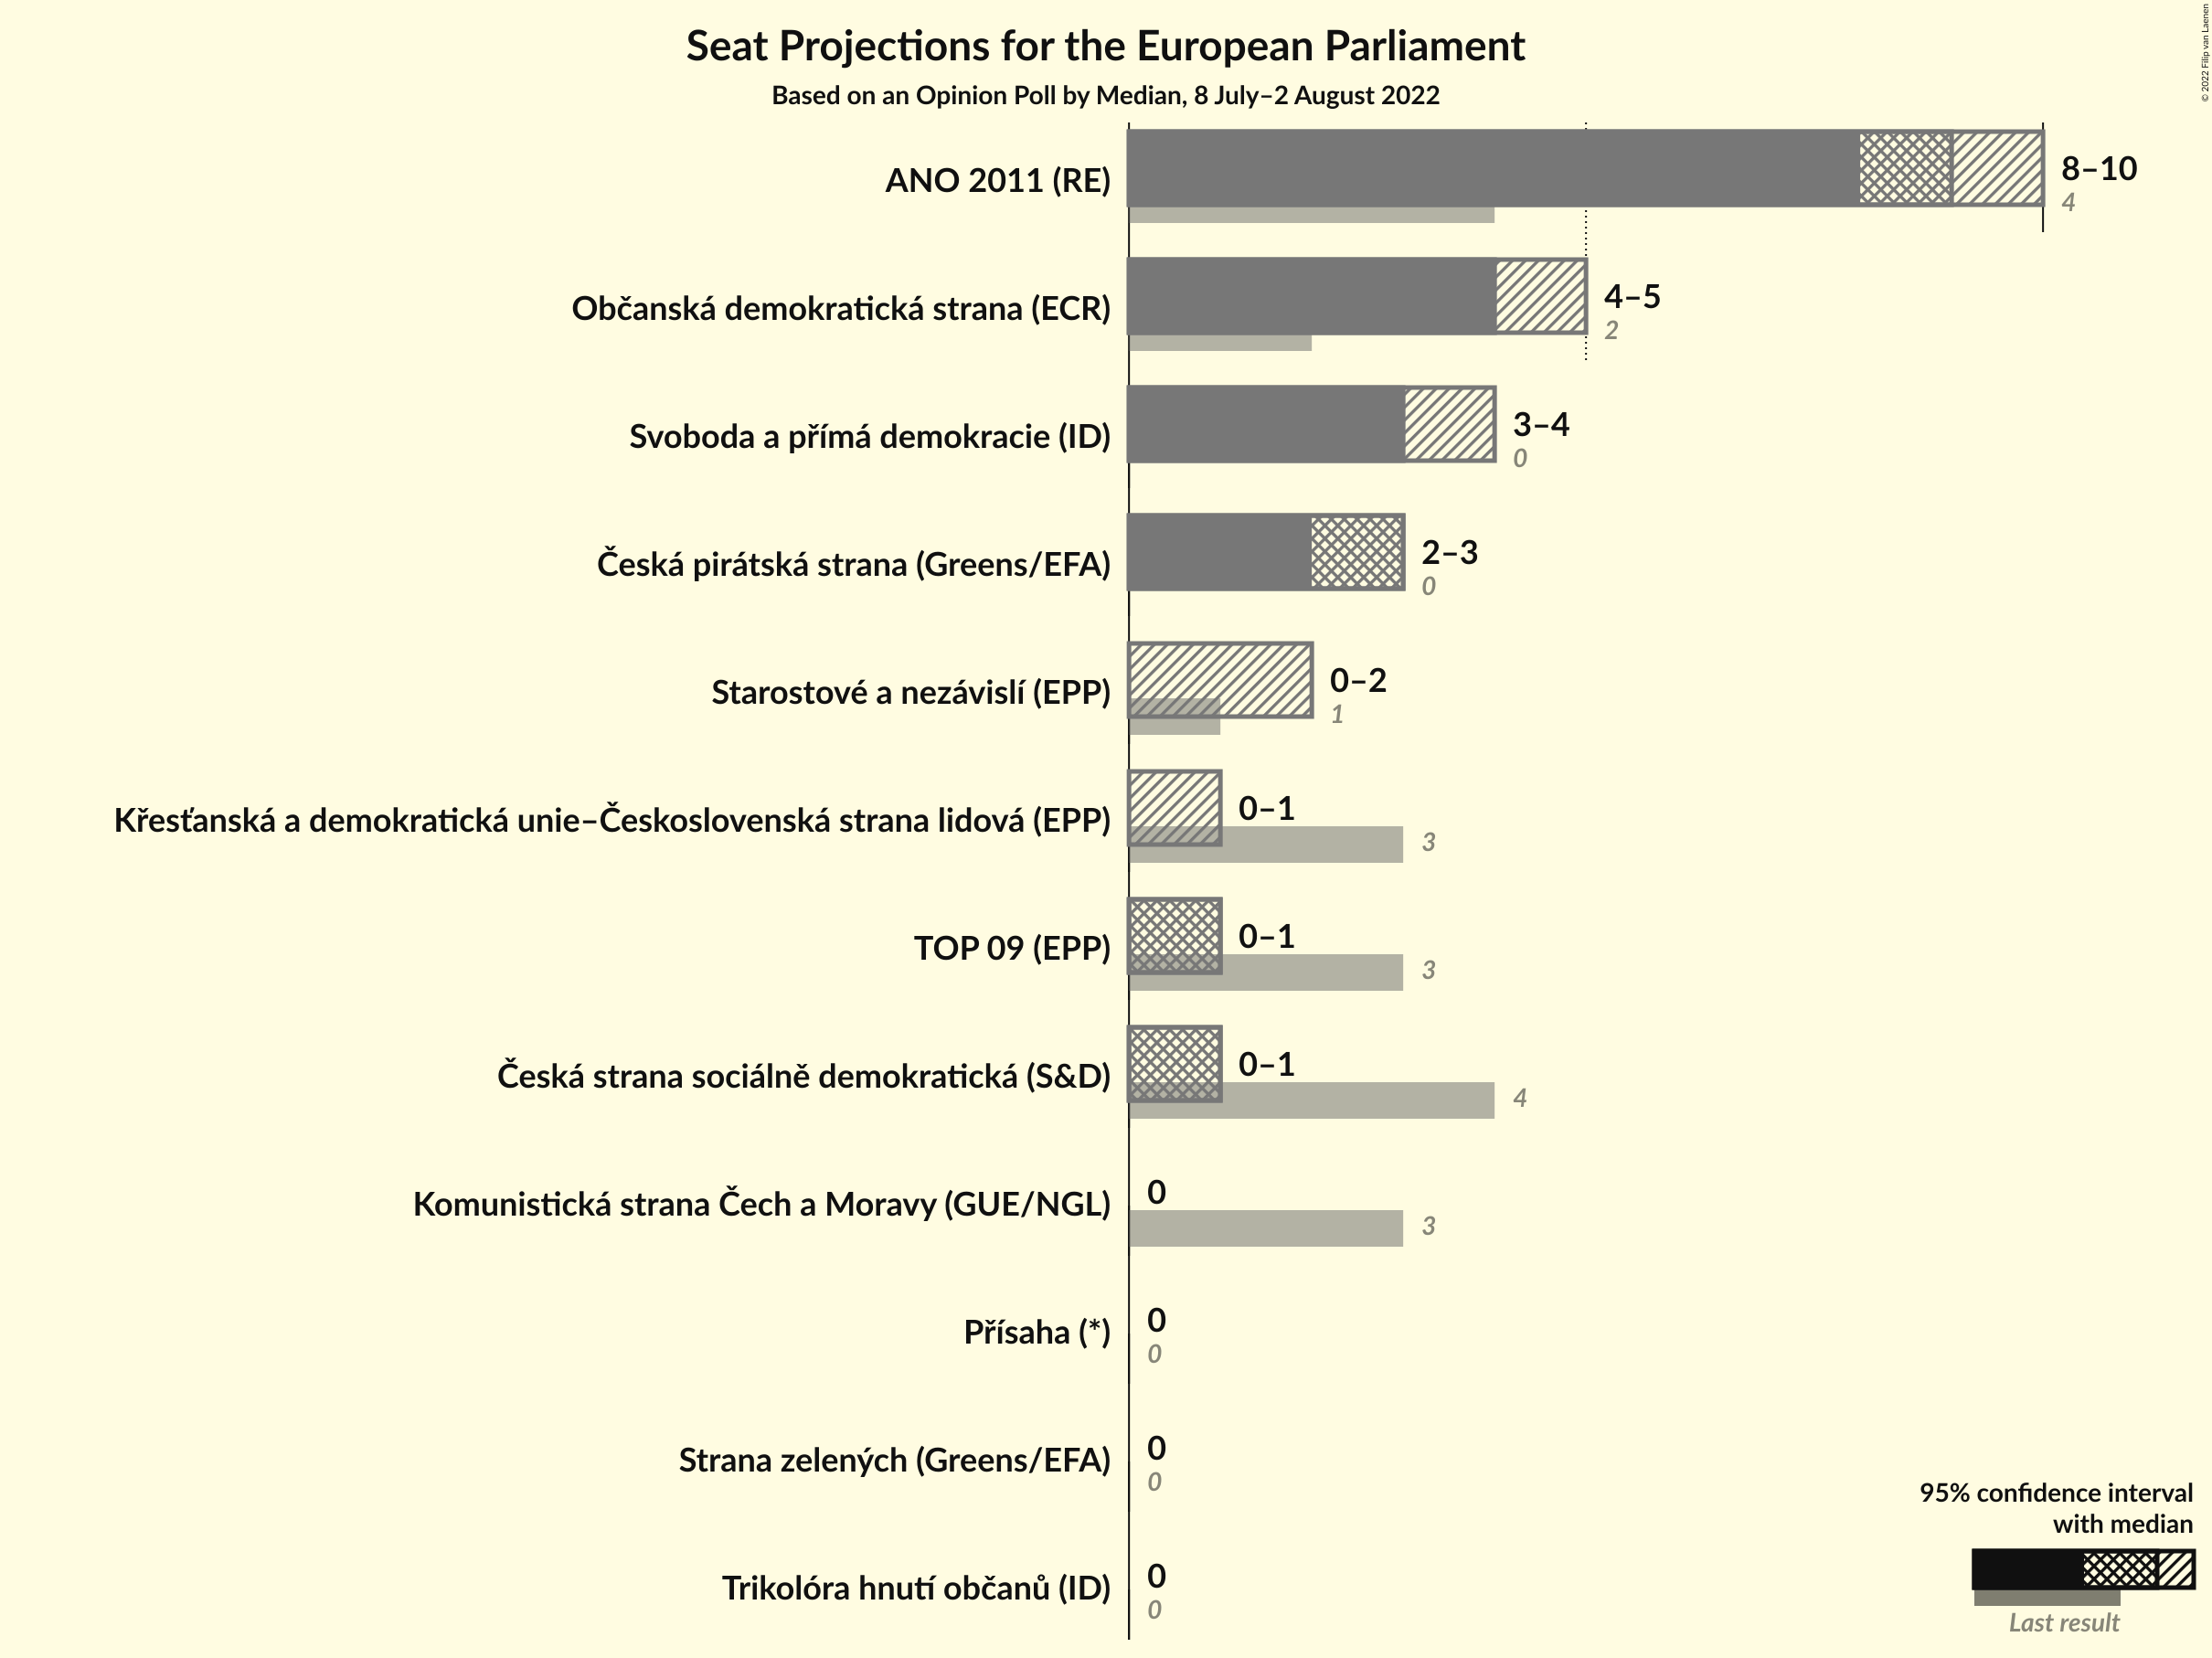 Seat Projections for the European Parliament
Based on an Opinion Poll by Median, 8 July–2 August 2022
© 2022 Filip van Laenen
ANO 2011 (RE)
8–10
4
Občanská demokratická strana (ECR)
4–5
2
Svoboda a přímá demokracie (ID)
3–4
0
Česká pirátská strana (Greens/EFA)
2–3
0
Starostové a nezávislí (EPP)
0–2
1
Křesťanská a demokratická unie–Československá strana lidová (EPP)
0–1
3
TOP 09 (EPP)
0–1
3
Česká strana sociálně demokratická (S&D)
0–1
4
Komunistická strana Čech a Moravy (GUE/NGL)
0
3
Přísaha (*)
0
0
Strana zelených (Greens/EFA)
0
0
Trikolóra hnutí občanů (ID)
0
0
95% confidence interval
with median
Last result